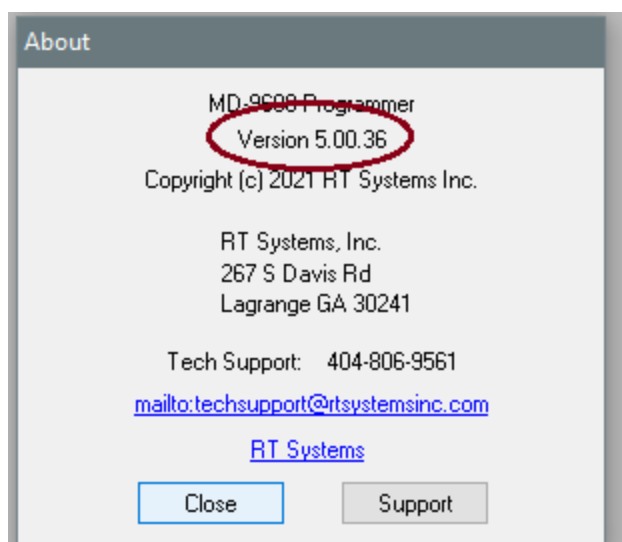 About
MD-9600 Programmer
Version 5.00.36
Copyright (c) 2021 RT Systems Inc.
RT Systems, Inc.
267 S Davis Rd
Lagrange GA 30241
Tech Support: 404-806-9561
mailto:techsupport@rtsystemsinc.com
RT Systems
Close Support